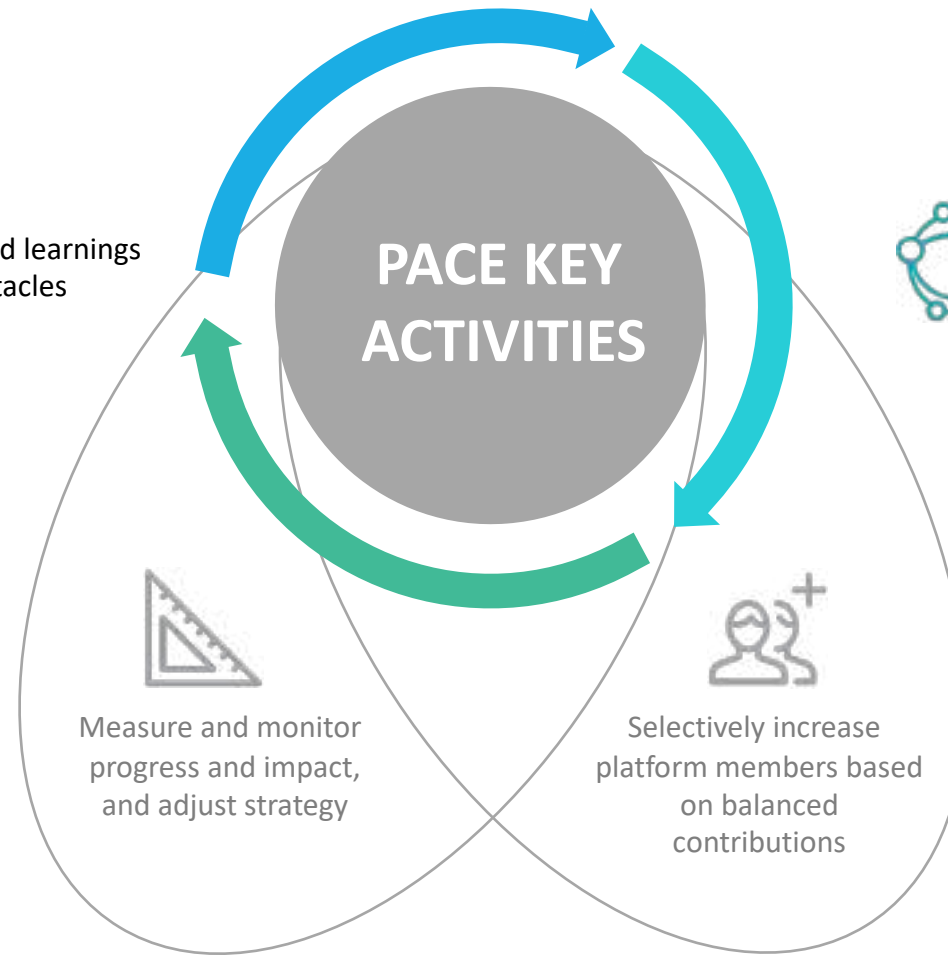 PACE KEY
ACTIVITIES
learnings
Measure and monitor
progress and impact,
and adjust strategy
Selectively increase
platform members based
on balanced
contributions